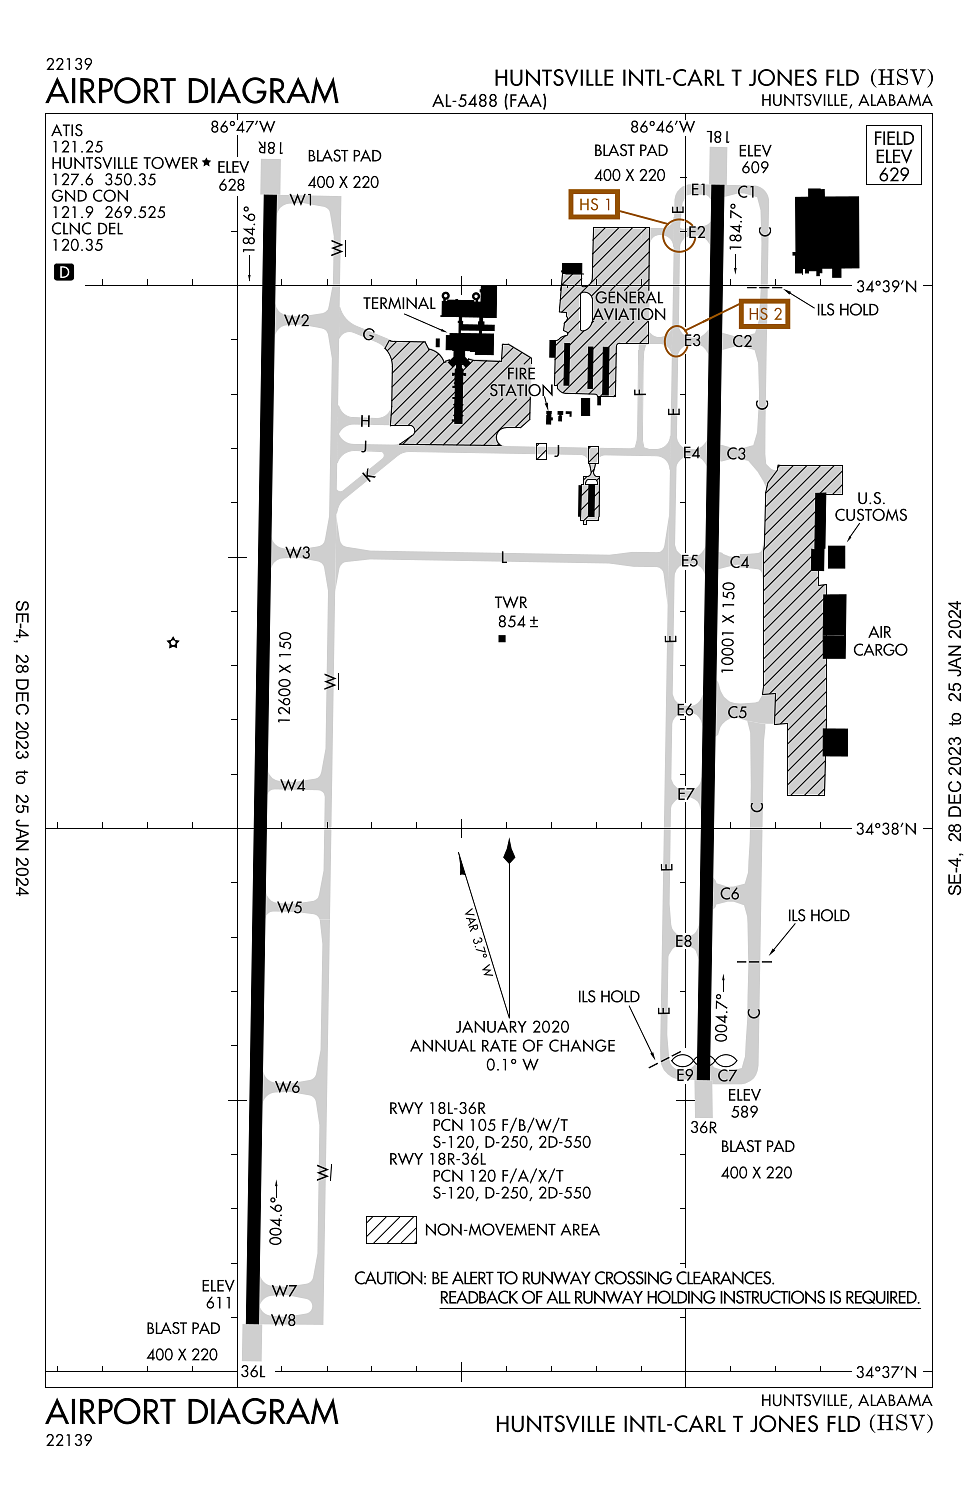 22139
AIRPORT DIAGRAM
HUNTSVILLE INTL-CARL T JONES FLD (HSV)
AL-5488 (FAA)
HUNTSVILLE, ALABAMA
ATIS
121.25
HUNTSVILLE TOWER
127.6 350.35
GND CON
121.9 269.525
CLNC DEL
120.35
D
86°47'W
86°46'W
18R
ELEV
628
BLAST PAD
400 X 220
BLAST PAD
400 X 220
18L
ELEV
609
FIELD
ELEV
629
W1
184.6°
W
HS 1
E
E1
C1
E2
184.7°
C
34°39'N
ILS HOLD
HS 2
TERMINAL
GENERAL
AVIATION
W2
G
E3
C2
FIRE
STATION
F
E
C
H
J
K
J
E4
C3
U.S.
CUSTOMS
W3
L
E5
C4
TWR
854 ±
10001 X 150
E
AIR
CARGO
12600 X 150
W
E6
C5
W4
E7
C
34°38'N
E
C6
W5
ILS HOLD
E8
VAR 3.7° W
ILS HOLD
E
004.7°
C
JANUARY 2020
ANNUAL RATE OF CHANGE
0.1° W
E9
C7
W6
ELEV
589
36R
BLAST PAD
400 X 220
RWY 18L-36R
PCN 105 F/B/W/T
S-120, D-250, 2D-550
RWY 18R-36L
PCN 120 F/A/X/T
S-120, D-250, 2D-550
W
004.6°
NON-MOVEMENT AREA
CAUTION: BE ALERT TO RUNWAY CROSSING CLEARANCES.
READBACK OF ALL RUNWAY HOLDING INSTRUCTIONS IS REQUIRED.
ELEV
611
W7
W8
BLAST PAD
400 X 220
36L
34°37'N
SE-4, 28 DEC 2023 to 25 JAN 2024
SE-4, 28 DEC 2023 to 25 JAN 2024
AIRPORT DIAGRAM
22139
HUNTSVILLE, ALABAMA
HUNTSVILLE INTL-CARL T JONES FLD (HSV)